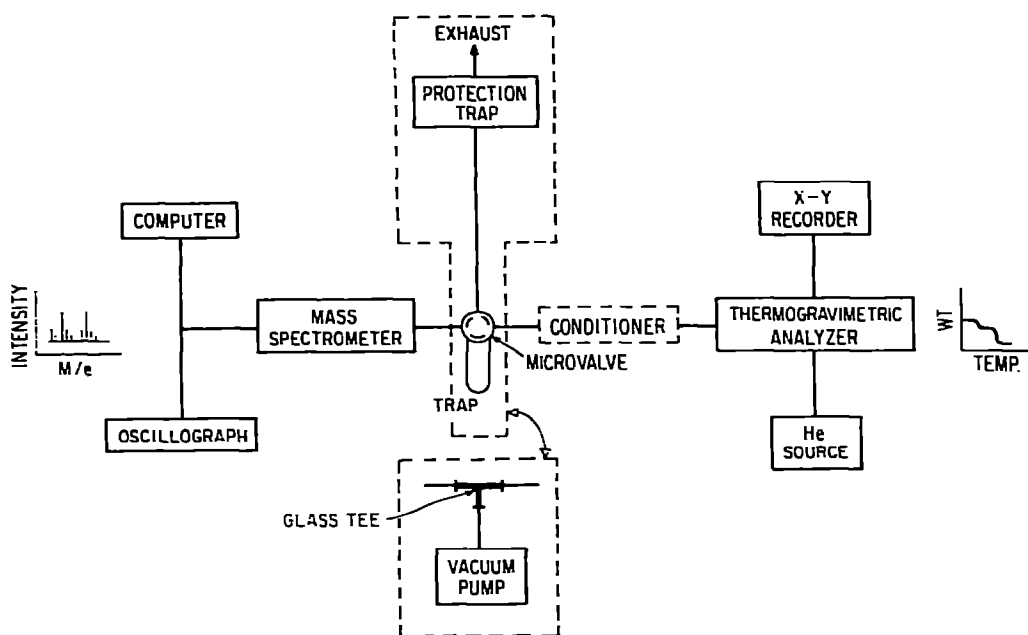 EXHAUST
PROTECTION
TRAP
COMPUTER
X-Y
RECORDER
INTENSITY
MASS
SPECTROMETER
CONDITIONER
THERMOGRAVIMETRIC
ANALYZER
WT
MICROVALVE
M/e
TEMP.
TRAP
OSCILLOGRAPH
He
SOURCE
GLASS TEE
VACUUM
PUMP